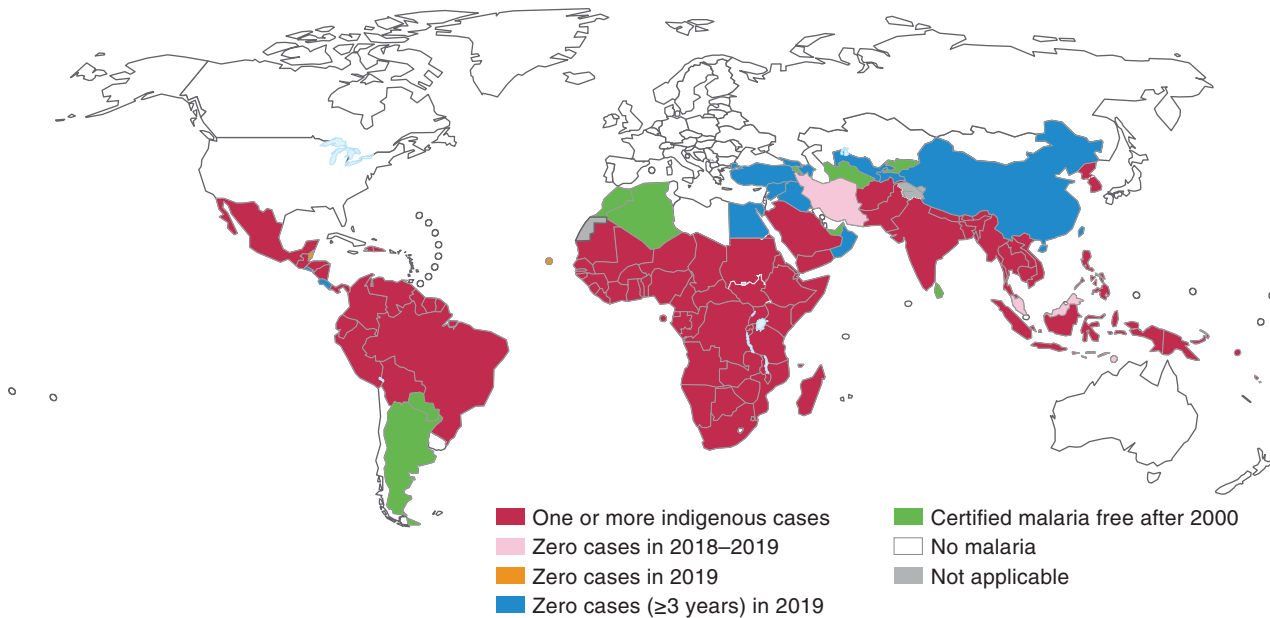 One or more indigenous cases
Zero cases in 2018–2019
Zero cases in 2019
Zero cases (≥3 years) in 2019
Certified malaria free after 2000
No malaria
Not applicable